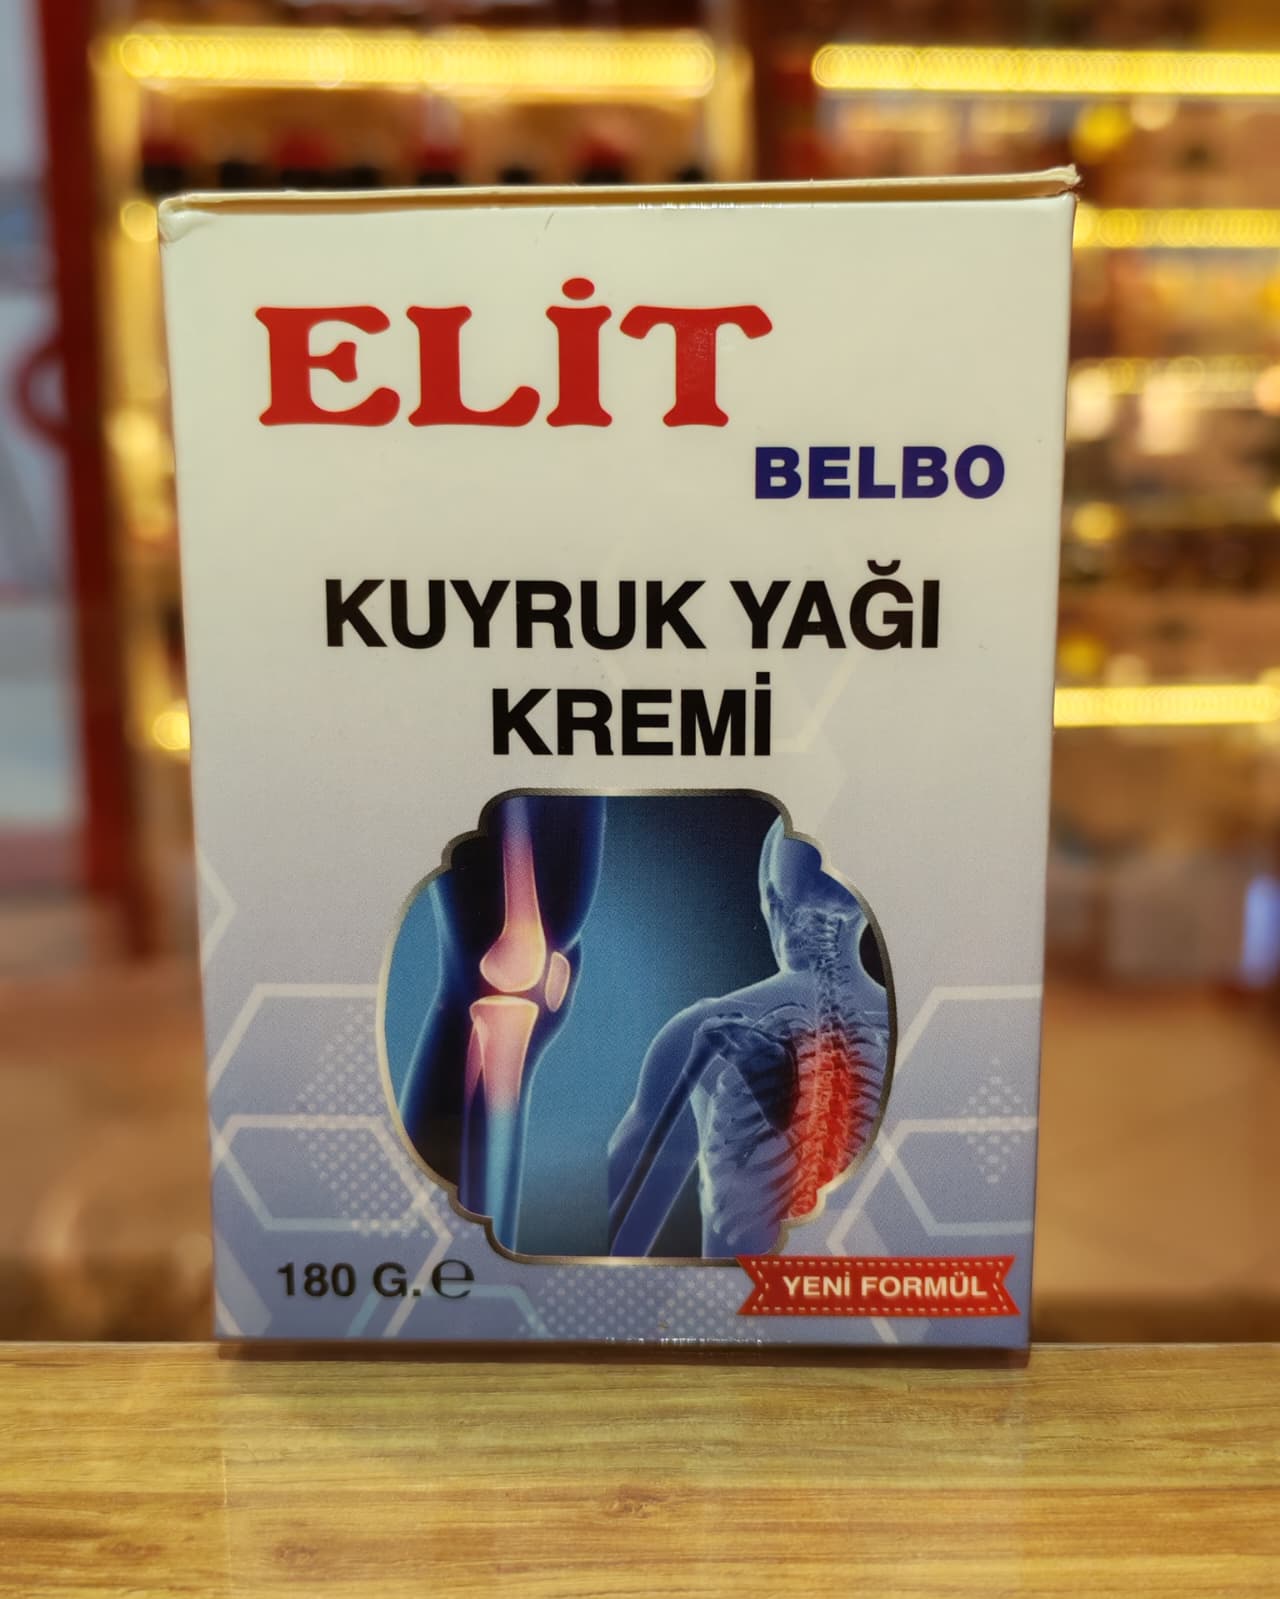 ELİT
BELBO
KUYRUK YAĞI
KREMİ
180 G. ℮
YENİ FORMÜL